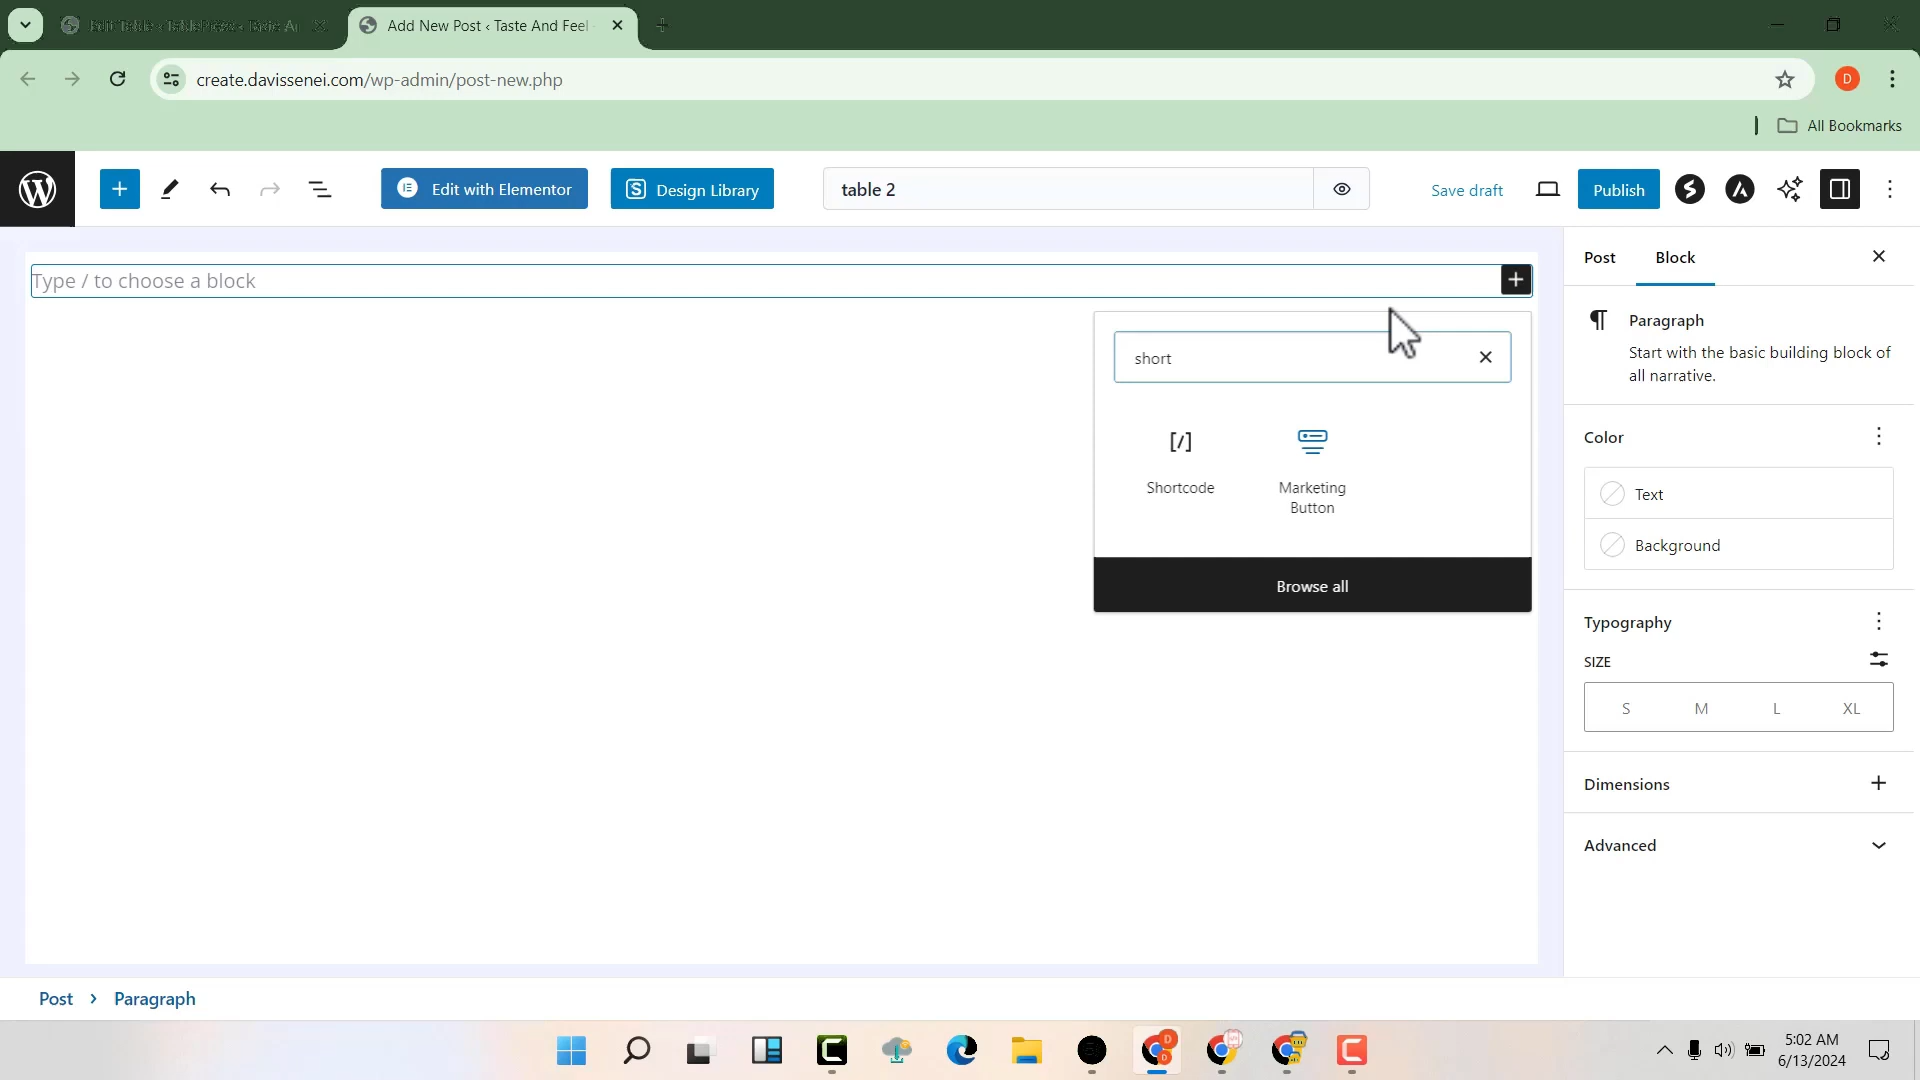 Add New Post ‹ Taste And Feel
D
create.davissenei.com/wp-admin/post-new.php
All Bookmarks
Edit with Elementor
Design Library
table 2
Save draft
Publish
Type / to choose a block
Post
Block
Paragraph
Start with the basic building block of
all narrative.
short
Shortcode
Marketing
Button
Browse all
Color
Text
Background
Typography
SIZE
S M L XL
Dimensions
Advanced
Post › Paragraph
5:02 AM
6/13/2024